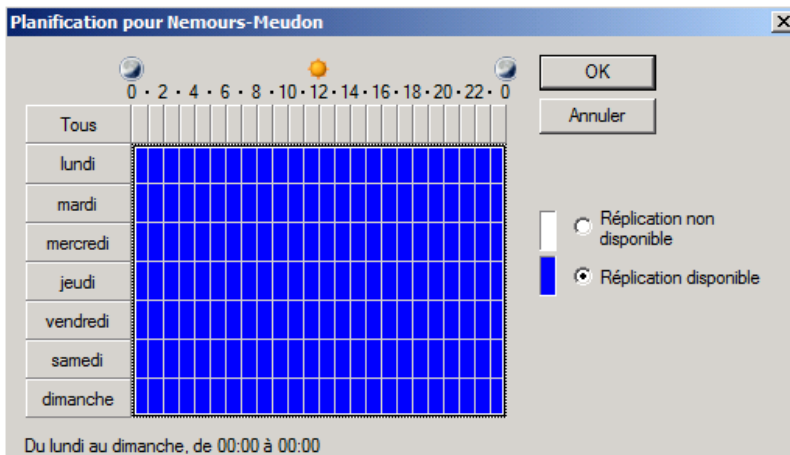 Planification pour Nemours-Meudon
0 · 2 · 4 · 6 · 8 · 10 · 12 · 14 · 16 · 18 · 20 · 22 · 0
OK
Annuler
Tous
lundi
mardi
mercredi
jeudi
vendredi
samedi
dimanche
Réplication non
disponible
Réplication disponible
Du lundi au dimanche, de 00:00 à 00:00